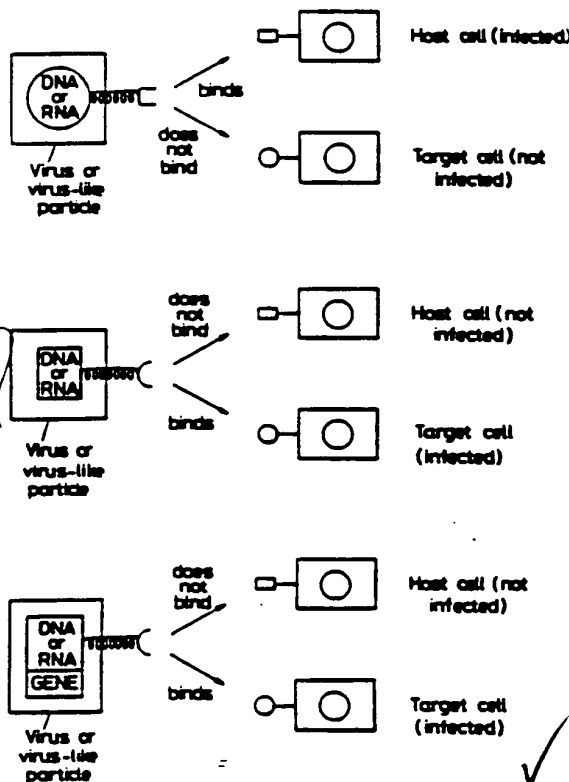 Host cell (infected)
DNA
or
RNA
binds
does
not
bind
Target cell (not
infected)
Virus or
virus-like
particle
does
not
bind
Host cell (not
infected)
DNA
or
RNA
binds
Target cell
(infected)
Virus or
virus-like
particle
does
not
bind
Host cell (not
infected)
DNA
or
RNA
GENE
binds
Target cell
(infected)
Virus or
virus-like
particle